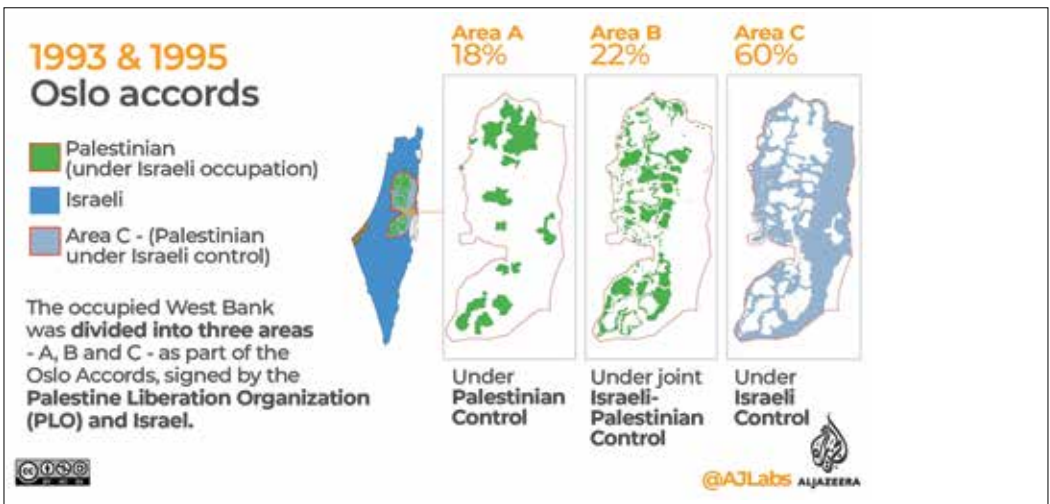 1993 & 1995
Oslo accords
Palestinian
(under Israeli occupation)
Israeli
Area C - (Palestinian
under Israeli control)
The occupied West Bank
was divided into three areas
- A, B and C - as part of the
Oslo Accords, signed by the
Palestine Liberation Organization
(PLO) and Israel.
Area A
18%
Under
Palestinian
Control
Area B
22%
Under joint
Israeli-
Palestinian
Control
Area C
60%
Under
Israeli
Control
@AJLabs
ALJAZEERA
cc